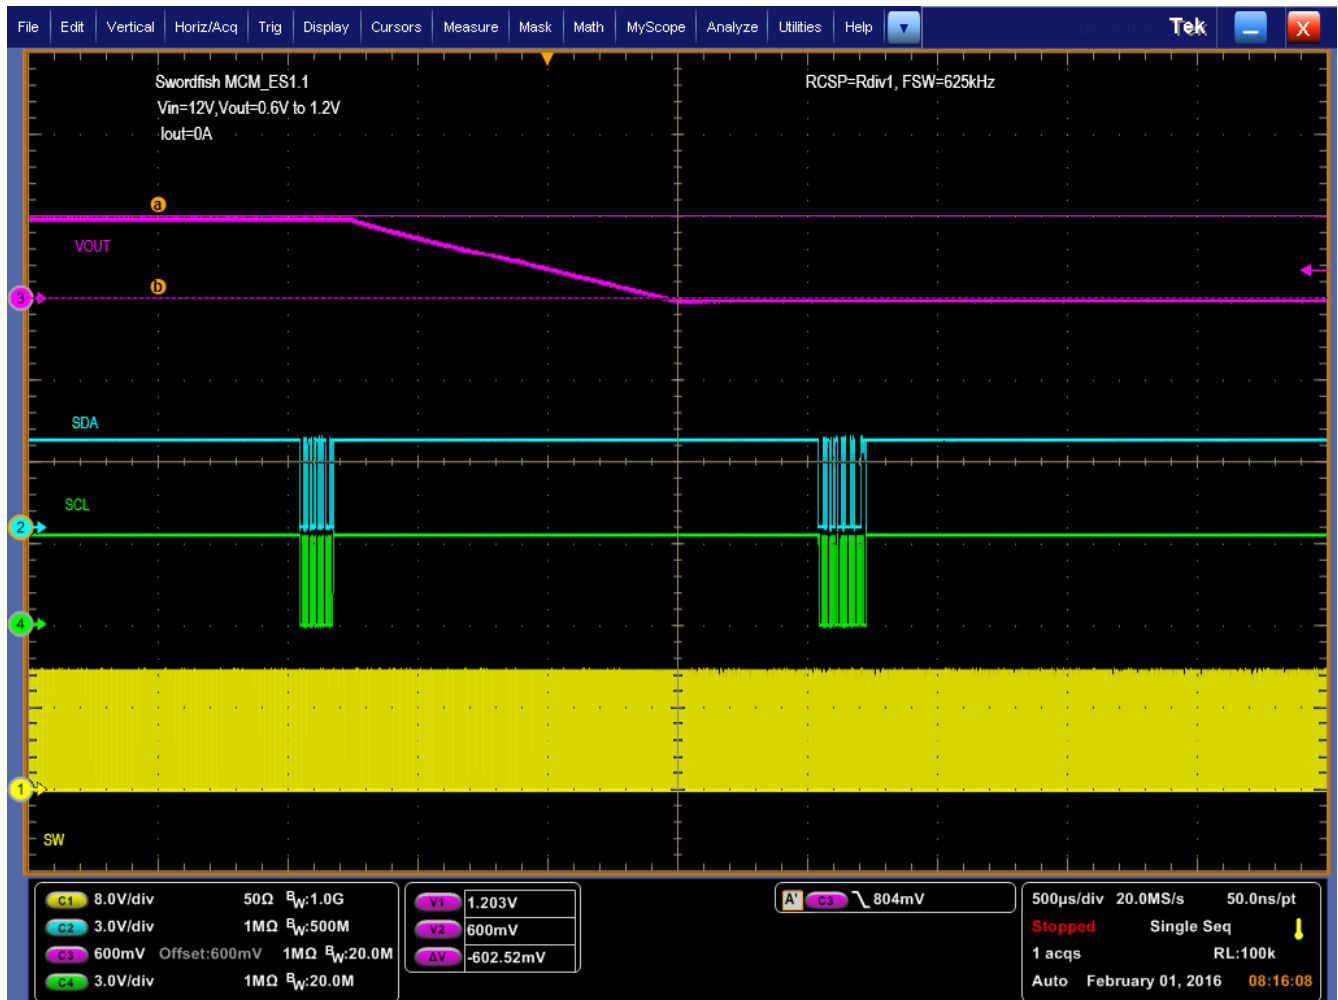 File Edit Vertical Horiz/Acq Trig Display Cursors Measure Mask Math MyScope Analyze Utilities Help Tek X
Swordfish MCM_ES1.1 RCSP=Rdiv1, FSW=625kHz
Vin=12V,Vout=0.6V to 1.2V
Iout=0A
a
VOUT
b
3
SDA
SCL
2
4
1
SW
C1 8.0V/div 50Ω BW:1.0G
C2 3.0V/div 1MΩ BW:500M
C3 600mV Offset:600mV 1MΩ BW:20.0M
C4 3.0V/div 1MΩ BW:20.0M
V1 1.203V
V2 600mV
ΔV -602.52mV
A' C3 804mV
500µs/div 20.0MS/s 50.0ns/pt
Stopped Single Seq
1 acqs RL:100k
Auto February 01, 2016 08:16:08